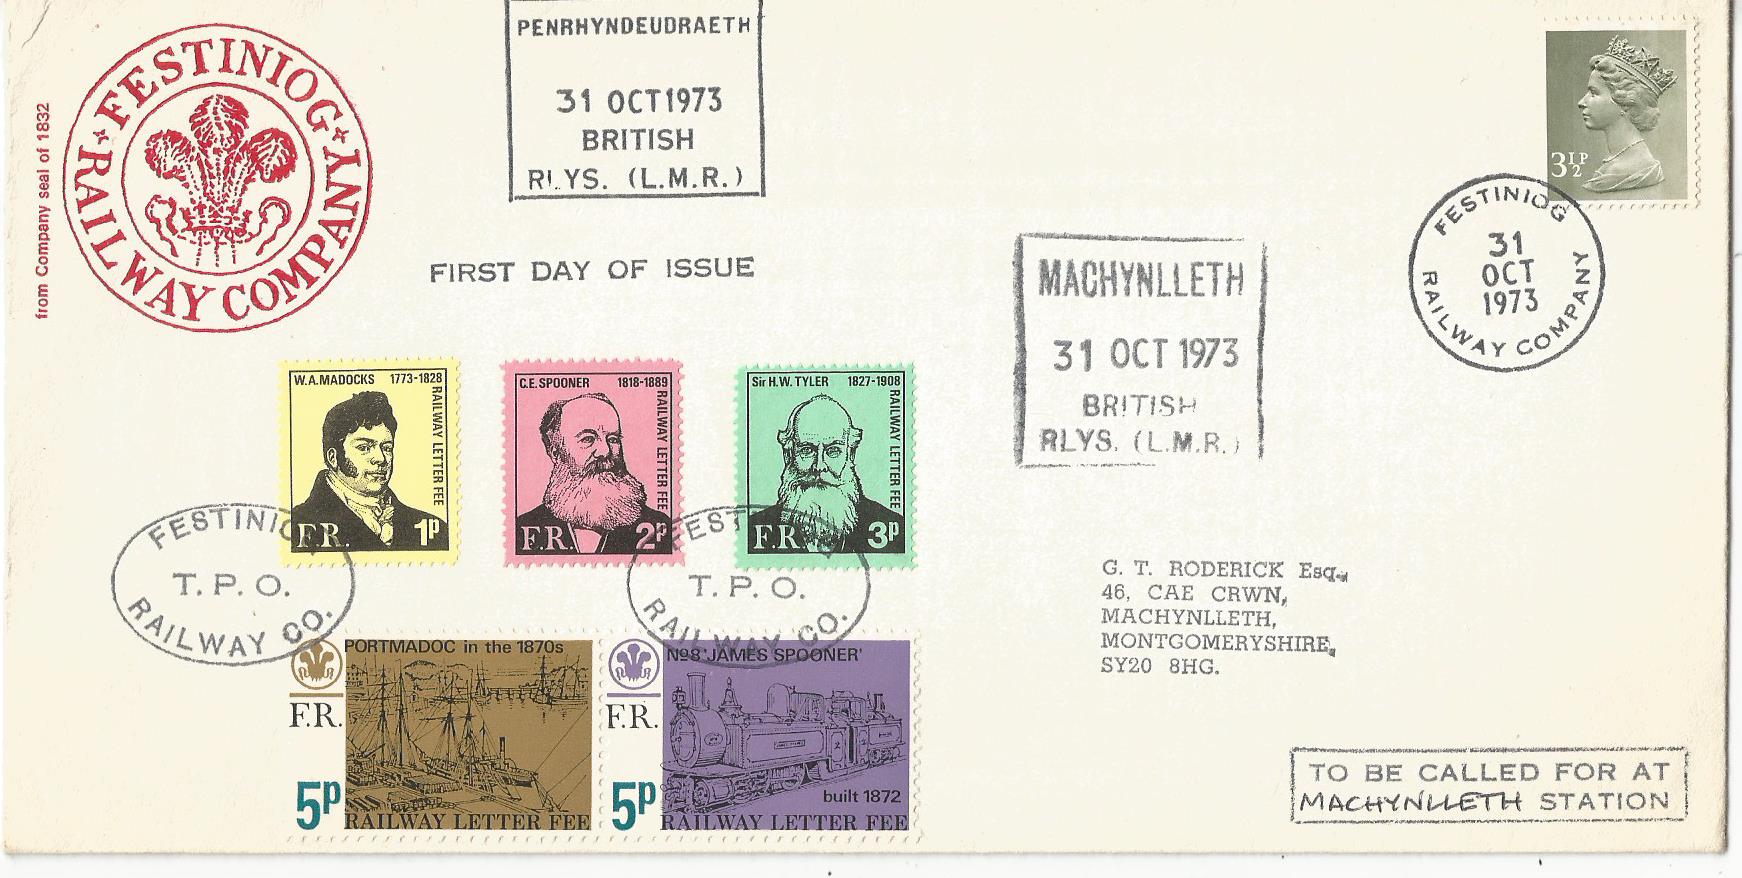 from Company seal of 1832
FESTINIOG
RAILWAY COMPANY
PENRHYNDEUDRAETH
31 OCT 1973
BRITISH
RLYS. (L.M.R.)
3½P
FESTINIOG
31
OCT
1973
RAILWAY COMPANY
FIRST DAY OF ISSUE
MACHYNLLETH
31 OCT 1973
BRITISH
RLYS. (L.M.R.)
W.A.MADOCKS 1773-1828
RAILWAY LETTER FEE
F.R. 1p
C.E.SPOONER 1818-1889
RAILWAY LETTER FEE
F.R. 2p
Sir H.W. TYLER 1827-1908
RAILWAY LETTER FEE
F.R. 3p
FESTINIOG
T.P.O.
RAILWAY CO.
FESTINIOG
T.P.O.
RAILWAY CO.
G. T. RODERICK Esq.,
46, CAE CRWN,
MACHYNLLETH,
MONTGOMERYSHIRE,
SY20 8HG.
PORTMADOC in the 1870s
F.R.
5p
RAILWAY LETTER FEE
No8 'JAMES SPOONER'
F.R.
5p
built 1872
RAILWAY LETTER FEE
TO BE CALLED FOR AT
MACHYNLLETH STATION